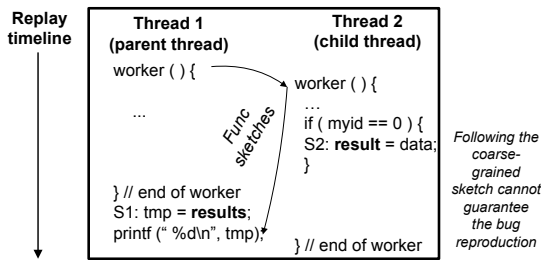 Replay
timeline
Thread 1
(parent thread)
worker ( ) {
...
} // end of worker
S1: tmp = results;
printf (“ %d\n”, tmp);
Func
sketches
Thread 2
(child thread)
worker ( ) {
…
if ( myid == 0 ) {
S2: result = data;
}
} // end of worker
Following the
coarse-
grained
sketch cannot
guarantee
the bug
reproduction